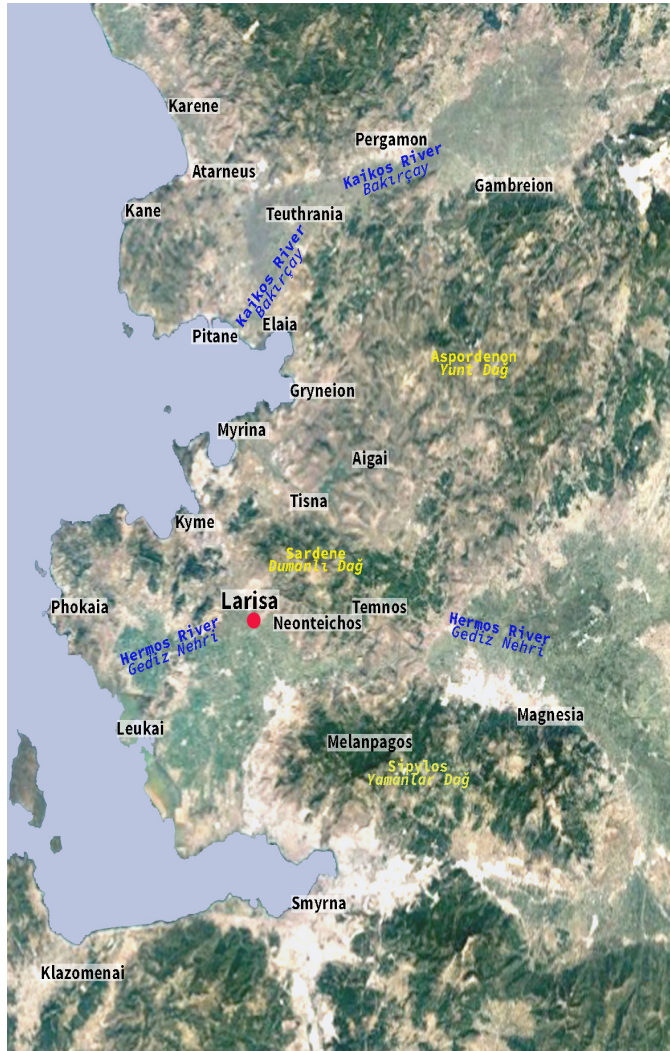 Karene
Pergamon
Kaikos River
Bakırçay
Atarneus
Gambreion
Kane
Teuthrania
Kaikos River
Bakırçay
Elaia
Pitane
Aspordenon
Yunt Dağ
Gryneion
Myrina
Aigai
Tisna
Kyme
Sardene
Dumanlı Dağ
Larisa
Phokaia
Temnos
Neonteichos
Hermos River
Gediz Nehri
Hermos River
Gediz Nehri
Magnesia
Leukai
Melanpagos
Sipylos
Yamanlar Dağ
Smyrna
Klazomenai